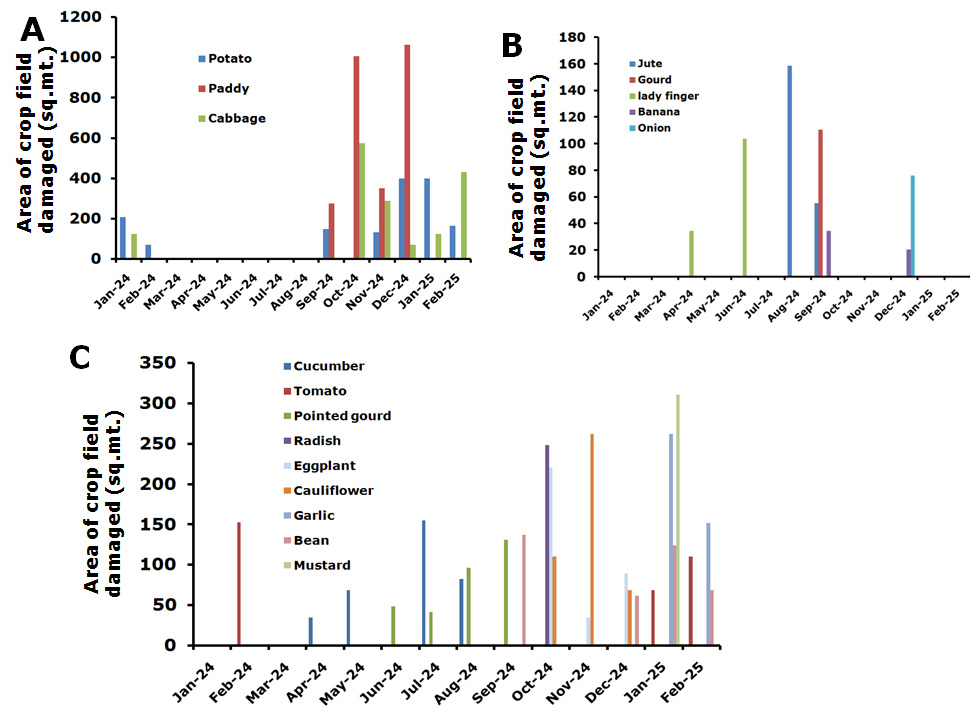 A
Area of crop field
damaged (sq.mt.)
1200
1000
800
600
400
200
0
Potato
Paddy
Cabbage
Jan-24
Feb-24
Mar-24
Apr-24
May-24
Jun-24
Jul-24
Aug-24
Sep-24
Oct-24
Nov-24
Dec-24
Jan-25
Feb-25
B
Area of crop field
damaged (sq.mt.)
180
160
140
120
100
80
60
40
20
0
Jute
Gourd
lady finger
Banana
Onion
Jan-24
Feb-24
Mar-24
Apr-24
May-24
Jun-24
Jul-24
Aug-24
Sep-24
Oct-24
Nov-24
Dec-24
Jan-25
Feb-25
C
Area of crop field
damaged (sq.mt.)
350
300
250
200
150
100
50
0
Cucumber
Tomato
Pointed gourd
Radish
Eggplant
Cauliflower
Garlic
Bean
Mustard
Jan-24
Feb-24
Mar-24
Apr-24
May-24
Jun-24
Jul-24
Aug-24
Sep-24
Oct-24
Nov-24
Dec-24
Jan-25
Feb-25